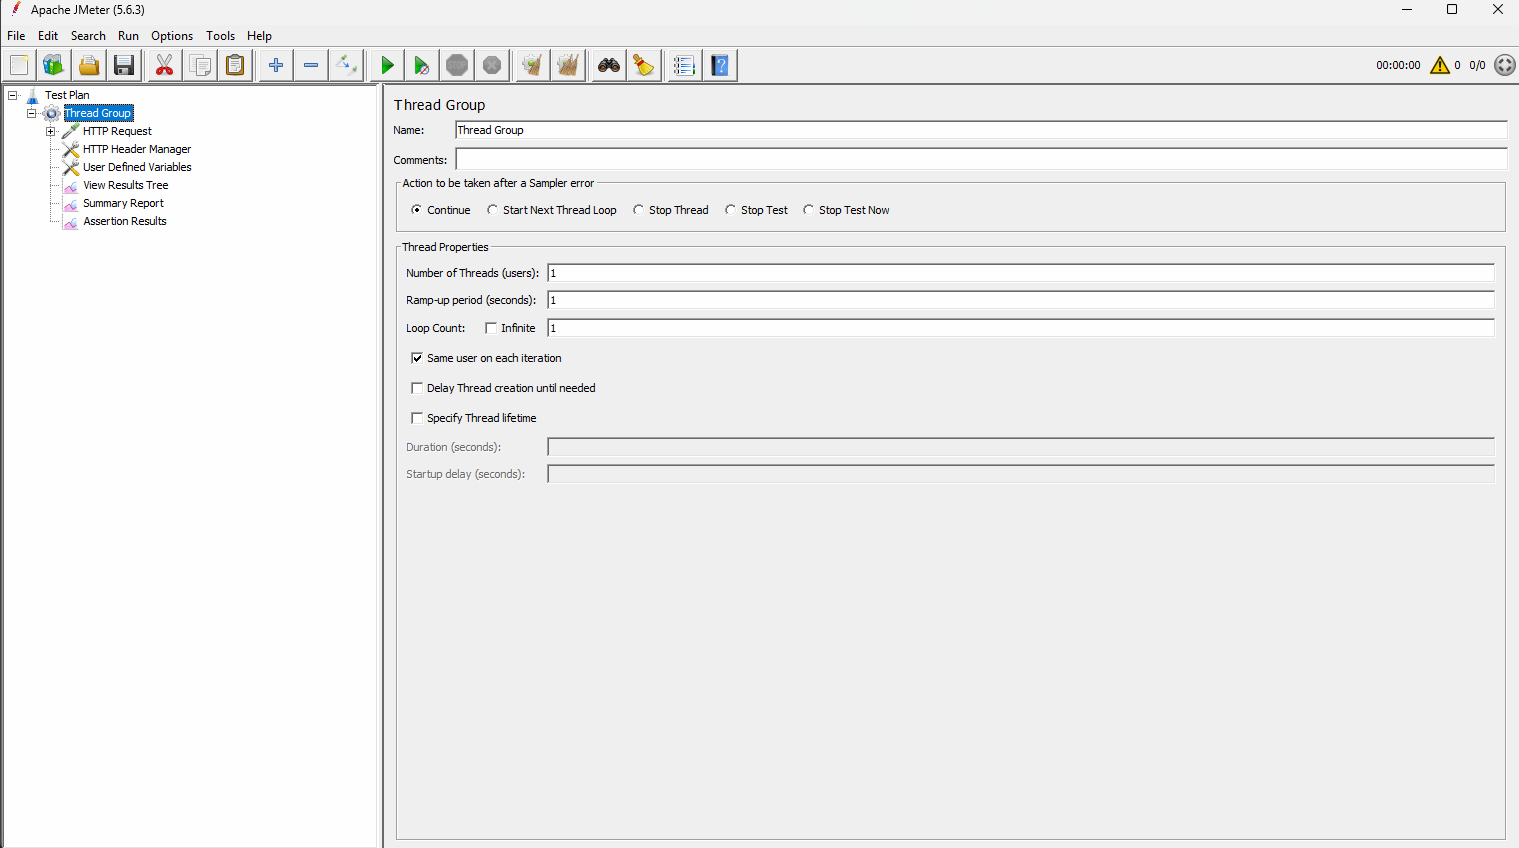 Apache JMeter (5.6.3)
File Edit Search Run Options Tools Help
STOP
00:00:00 0 0/0
Test Plan
Thread Group
HTTP Request
HTTP Header Manager
User Defined Variables
View Results Tree
Summary Report
Assertion Results
Thread Group
Name: Thread Group
Comments:
Action to be taken after a Sampler error
Continue Start Next Thread Loop Stop Thread Stop Test Stop Test Now
Thread Properties
Number of Threads (users): 1
Ramp-up period (seconds): 1
Loop Count: Infinite 1
Same user on each iteration
Delay Thread creation until needed
Specify Thread lifetime
Duration (seconds):
Startup delay (seconds):